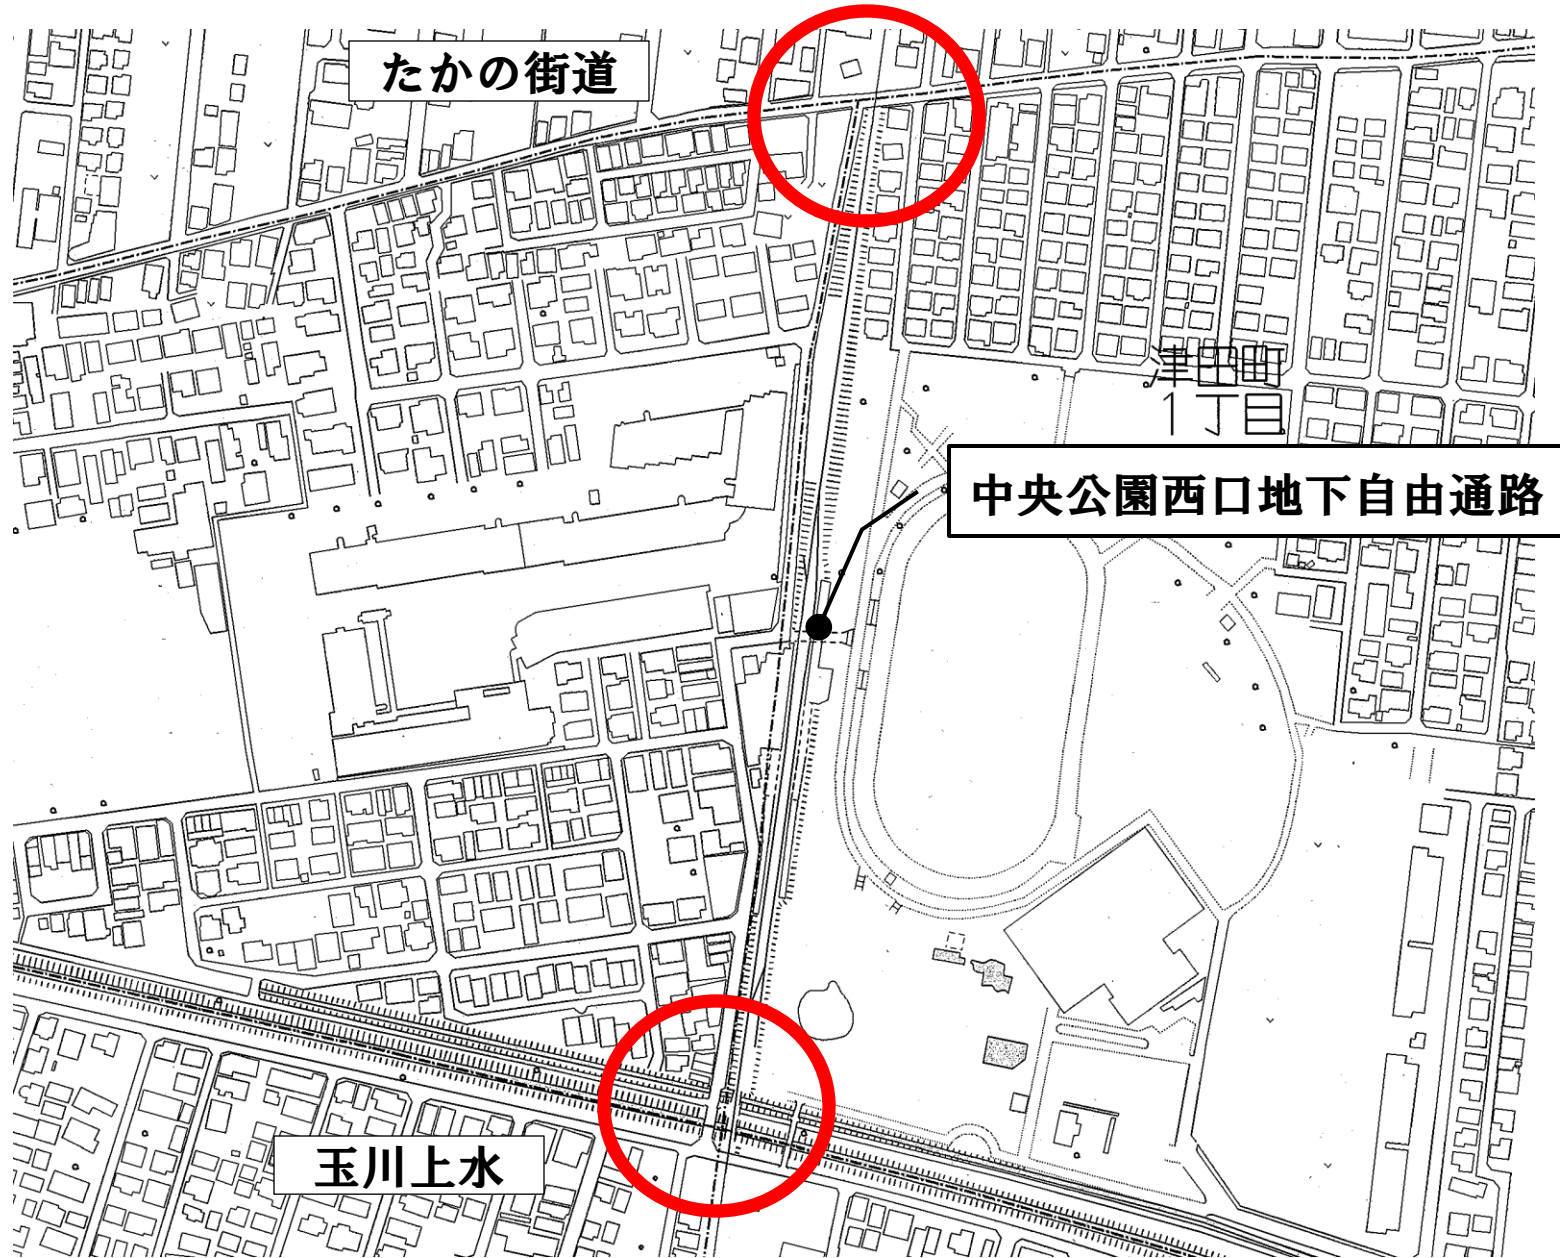 たかの街道
津田町
1丁目
中央公園西口地下自由通路
玉川上水